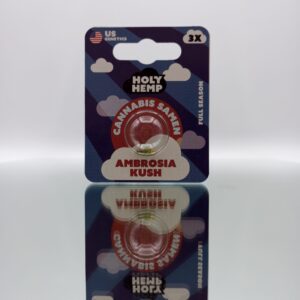 US
GENETICS
3X
HOLY
HEMP
CANNABIS SAMEN
FULL SEASON
AMBROSIA
KUSH